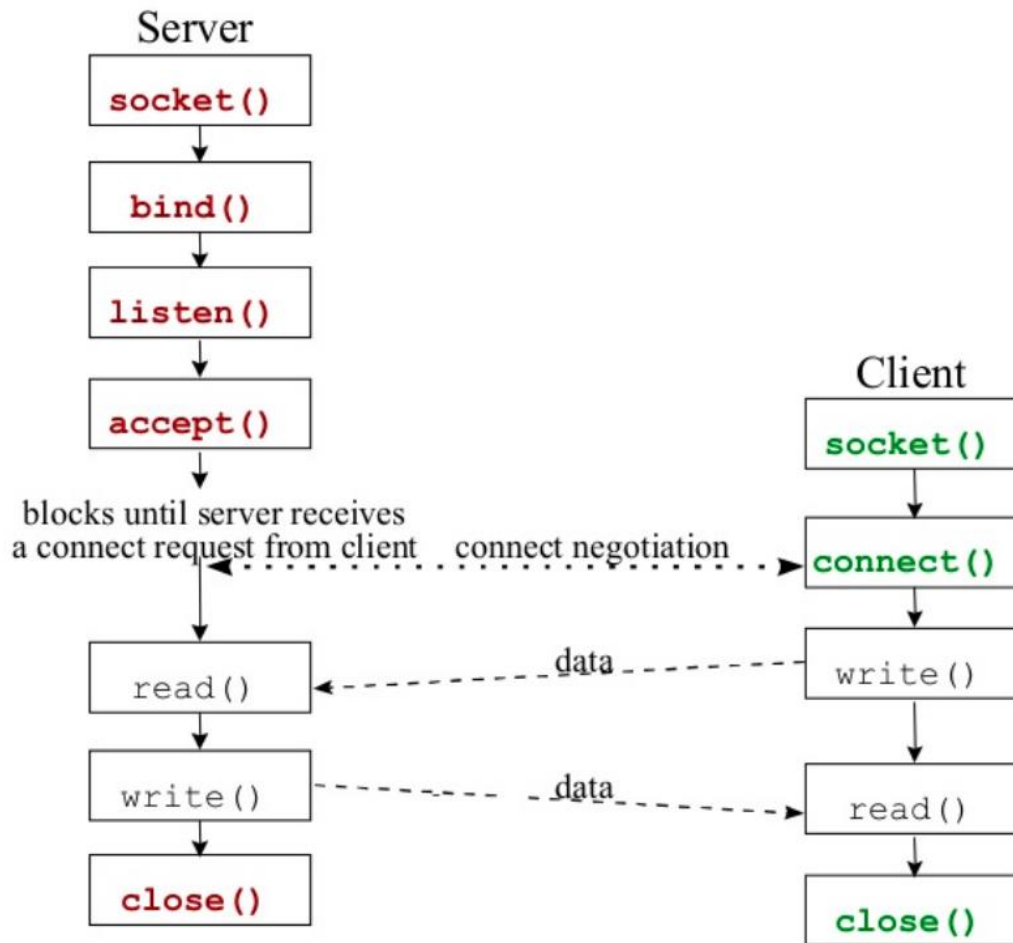 Server
socket()
bind()
listen()
accept()
blocks until server receives
a connect request from client
connect negotiation
read()
write()
close()
Client
socket()
connect()
data
write()
data
read()
close()